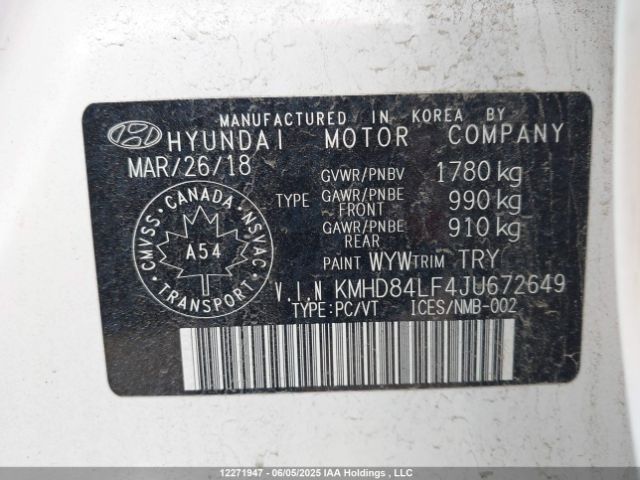 MANUFACTURED IN KOREA BY
HYUNDAI MOTOR COMPANY
MAR/26/18
GVWR/PNBV 1780 kg
TYPE GAWR/PNBE FRONT 990 kg
GAWR/PNBE REAR 910 kg
PAINT WYW TRIM TRY
CMVSS · CANADA · NSVAC · TRANSPORT ·
A54
V.I.N KMHD84LF4JU672649
TYPE:PC/VT ICES/NMB-002
12271947 --- 06/05/2025 IAA Holdings, LLC